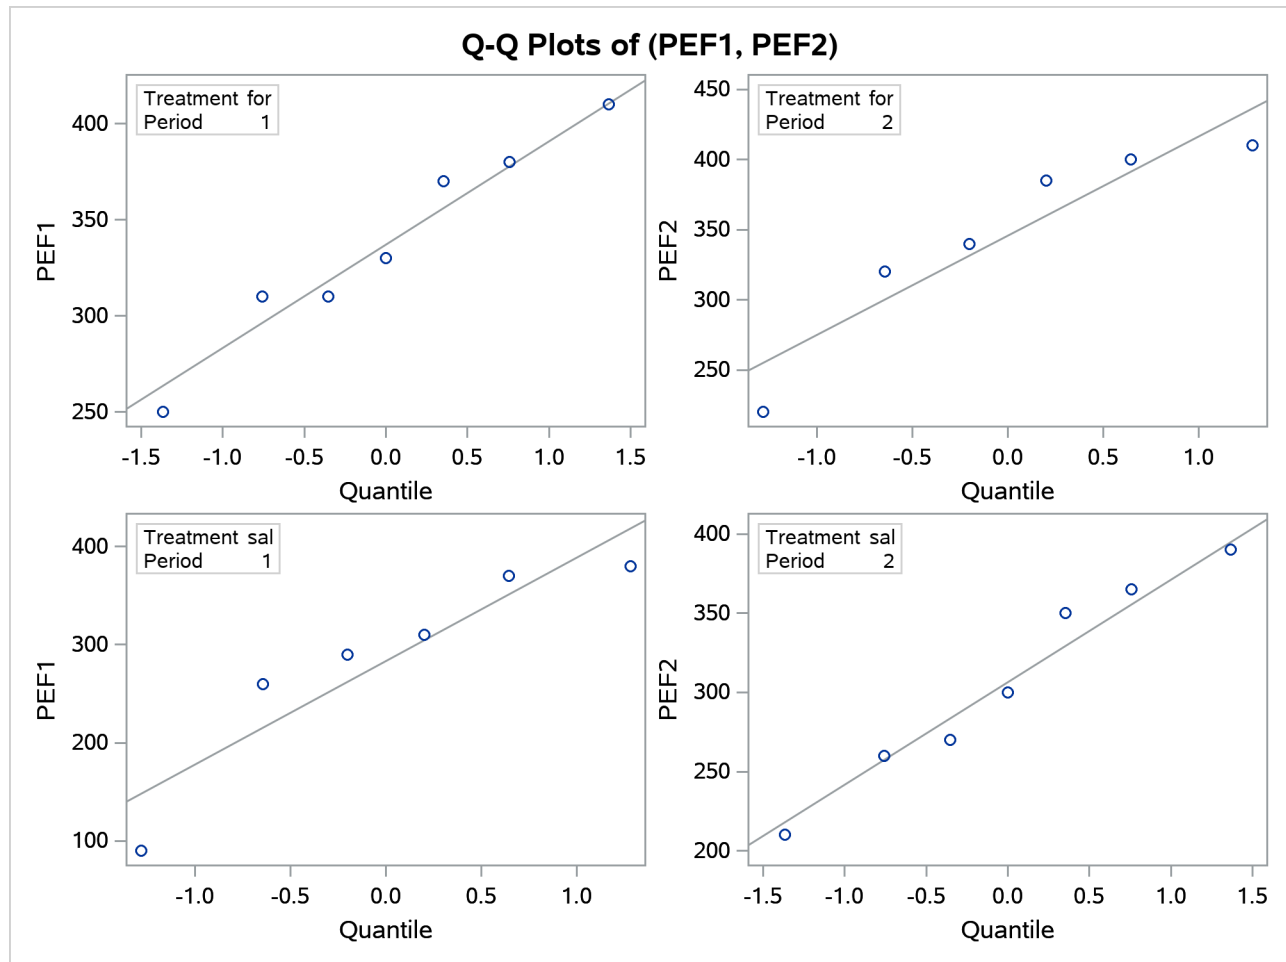 Q-Q Plots of (PEF1, PEF2)
Treatment for
Period 1
PEF1
400
350
300
250
-1.5 -1.0 -0.5 0.0 0.5 1.0 1.5
Quantile
Treatment for
Period 2
PEF2
450
400
350
300
250
-1.0 -0.5 0.0 0.5 1.0
Quantile
Treatment sal
Period 1
PEF1
400
300
200
100
-1.0 -0.5 0.0 0.5 1.0
Quantile
Treatment sal
Period 2
PEF2
400
350
300
250
200
-1.5 -1.0 -0.5 0.0 0.5 1.0 1.5
Quantile